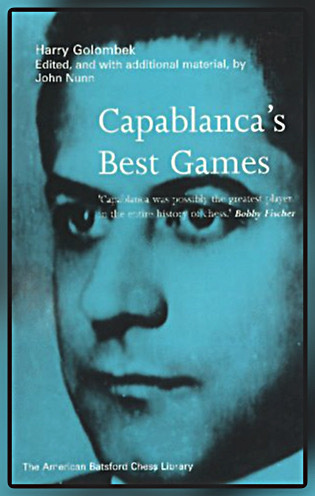 Harry Golombek
Edited, and with additional material, by
John Nunn
Capablanca's
Best Games
'Capablanca was possibly the greatest player
in the entire history of chess.' Bobby Fischer
The American Batsford Chess Library